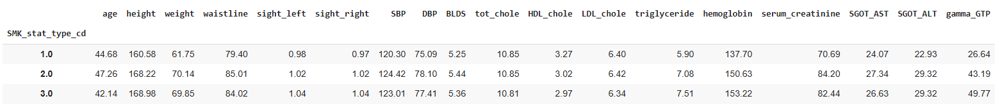 age height weight waistline sight_left sight_right SBP DBP BLDS tot_chole HDL_chole LDL_chole triglyceride hemoglobin serum_creatinine SGOT_AST SGOT_ALT gamma_GTP
SMK_stat_type_cd
1.0 44.68 160.58 61.75 79.40 0.98 0.97 120.30 75.09 5.25 10.85 3.27 6.40 5.90 137.70 70.69 24.07 22.93 26.64
2.0 47.26 168.22 70.14 85.01 1.02 1.02 124.42 78.10 5.44 10.85 3.02 6.42 7.08 150.63 84.20 27.34 29.32 43.19
3.0 42.14 168.98 69.85 84.02 1.04 1.04 123.01 77.41 5.36 10.81 2.97 6.34 7.51 153.22 82.44 26.63 29.32 49.77